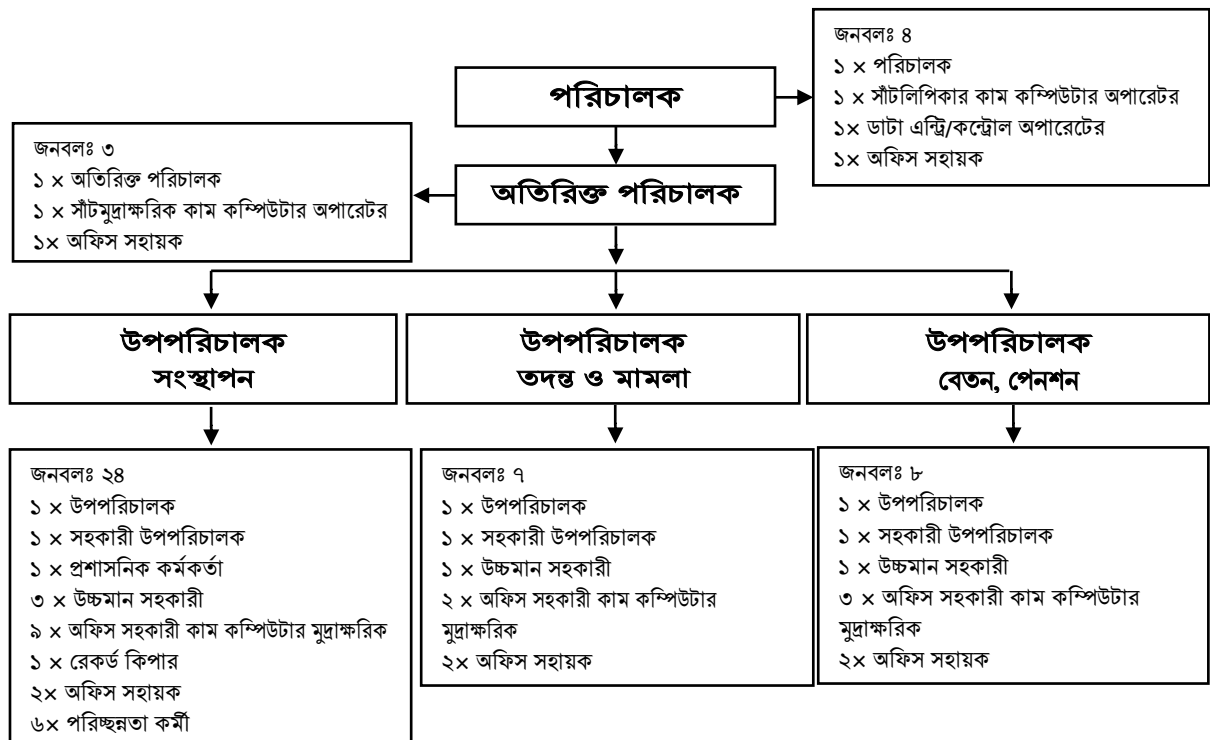 জনবলঃ ৪
১ × পরিচালক
১ × সাঁটলিপিকার কাম কম্পিউটার অপারেটর
১× ডাটা এন্ট্রি/কন্ট্রোল অপারেটের
১× অফিস সহায়ক
পরিচালক
জনবলঃ ৩
১ × অতিরিক্ত পরিচালক
১ × সাঁটমুদ্রাক্ষরিক কাম কম্পিউটার অপারেটর
১× অফিস সহায়ক
অতিরিক্ত পরিচালক
উপপরিচালক
সংস্থাপন
উপপরিচালক
তদন্ত ও মামলা
উপপরিচালক
বেতন, পেনশন
জনবলঃ ২৪
১ × উপপরিচালক
১ × সহকারী উপপরিচালক
১ × প্রশাসনিক কর্মকর্তা
৩ × উচ্চমান সহকারী
৯ × অফিস সহকারী কাম কম্পিউটার মুদ্রাক্ষরিক
১ × রেকর্ড কিপার
২× অফিস সহায়ক
৬× পরিচ্ছন্নতা কর্মী
জনবলঃ ৭
১ × উপপরিচালক
১ × সহকারী উপপরিচালক
১ × উচ্চমান সহকারী
২ × অফিস সহকারী কাম কম্পিউটার
মুদ্রাক্ষরিক
২× অফিস সহায়ক
জনবলঃ ৮
১ × উপপরিচালক
১ × সহকারী উপপরিচালক
১ × উচ্চমান সহকারী
৩ × অফিস সহকারী কাম কম্পিউটার
মুদ্রাক্ষরিক
২× অফিস সহায়ক